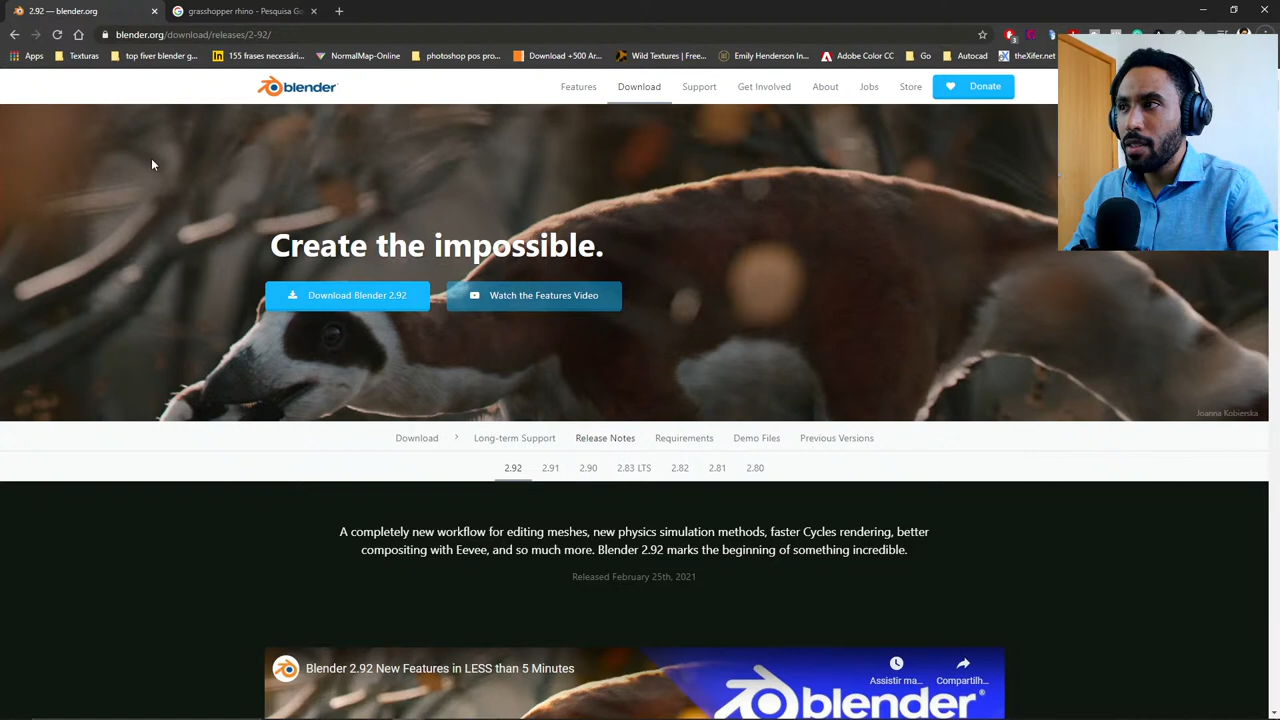 2.92 — blender.org
grasshopper rhino - Pesquisa Go
blender.org/download/releases/2-92/
Apps
Texturas
top fiver blender g...
155 frases necessári...
NormalMap-Online
photoshop pos pro...
Download +500 Ar...
Wild Textures | Free...
Emily Henderson In...
Adobe Color CC
Go
Autocad
theXifer.net
blender
Features
Download
Support
Get Involved
About
Jobs
Store
Donate
Create the impossible.
Download Blender 2.92
Watch the Features Video
Joanna Kobierska
Download
Long-term Support
Release Notes
Requirements
Demo Files
Previous Versions
2.92
2.91
2.90
2.83 LTS
2.82
2.81
2.80
A completely new workflow for editing meshes, new physics simulation methods, faster Cycles rendering, better
compositing with Eevee, and so much more. Blender 2.92 marks the beginning of something incredible.
Released February 25th, 2021
Blender 2.92 New Features in LESS than 5 Minutes
Assistir ma...
Compartilh...
blender®